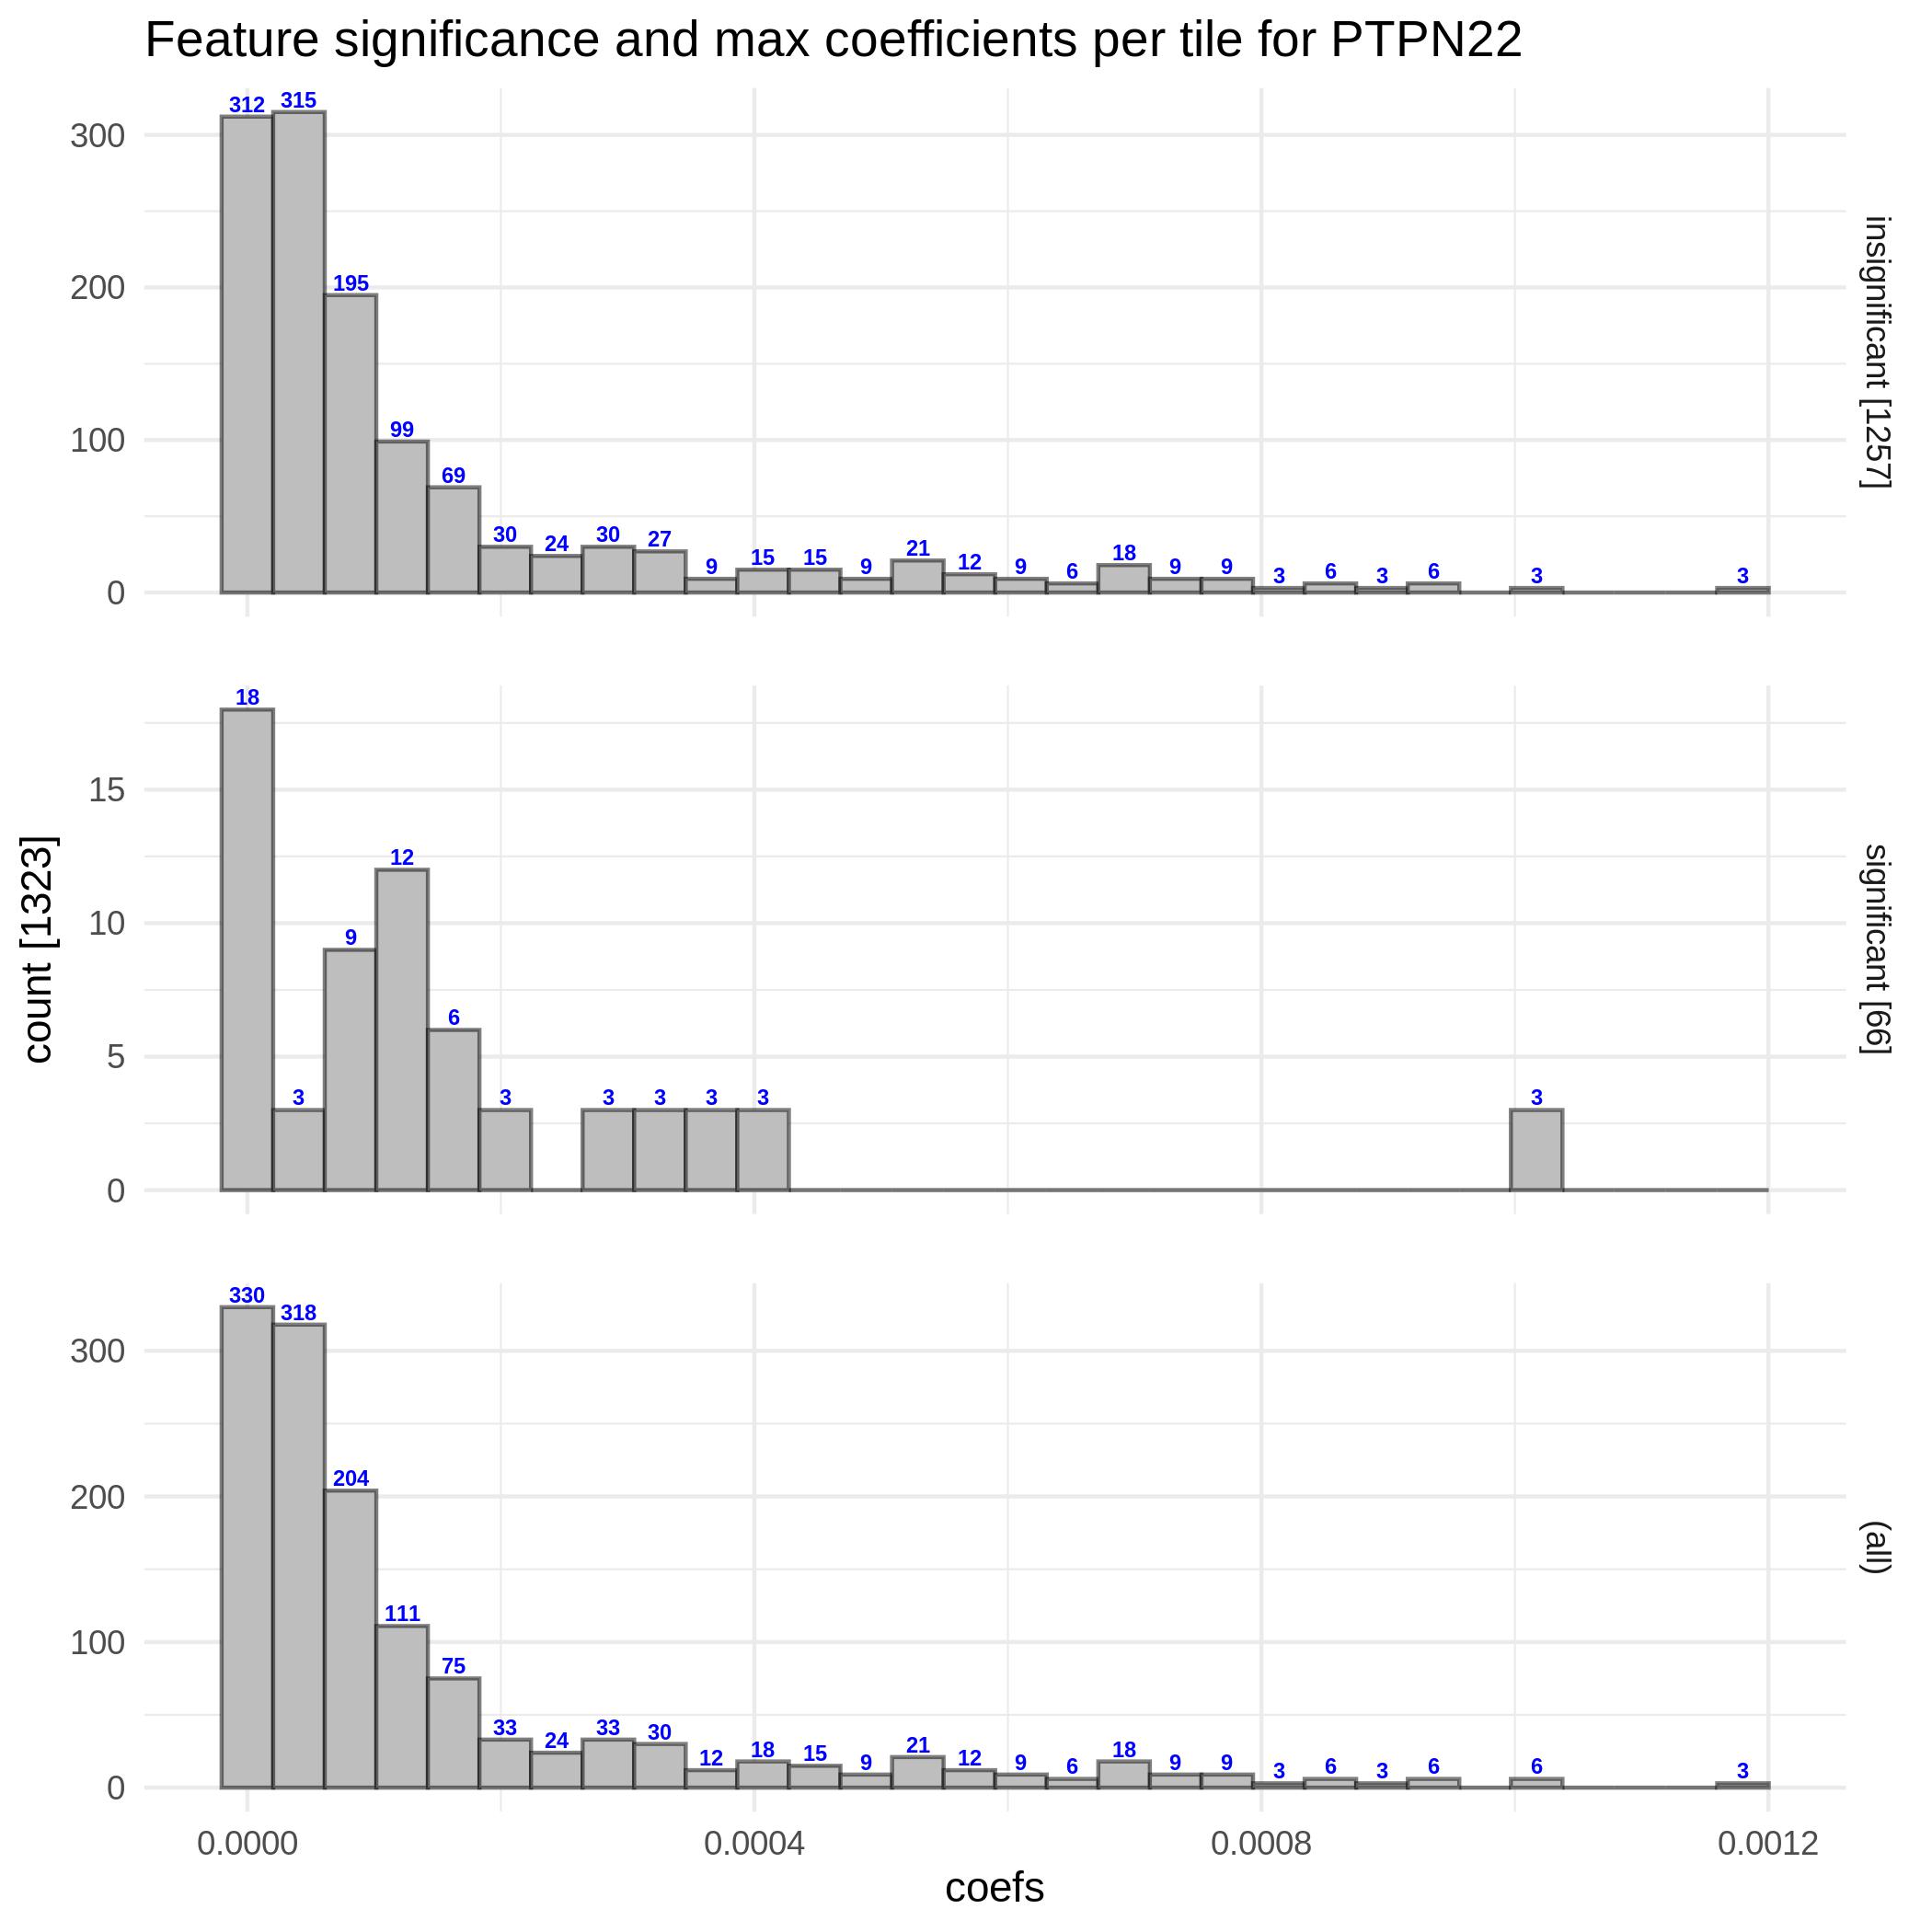 Feature significance and max coefficients per tile for PTPN22
312 315 195 99 69 30 24 30 27 9 15 15 9 21 12 9 6 18 9 9 3 6 3 6 3 3
300
200
100
0
insignificant [1257]
18 3 9 12 6 3 3 3 3 3 3
15
10
5
0
significant [66]
count [1323]
330 318 204 111 75 33 24 33 30 12 18 15 9 21 12 9 6 18 9 9 3 6 3 6 6 3
300
200
100
0
(all)
0.0000 0.0004 0.0008 0.0012
coefs